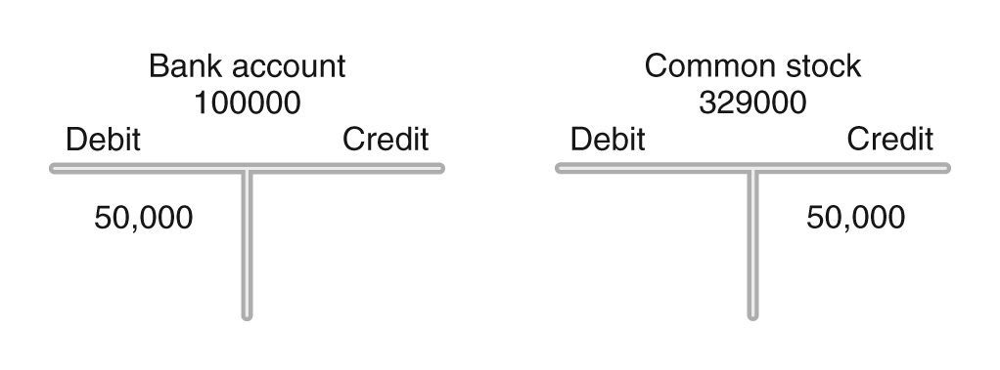 Bank account
100000
Debit Credit
50,000
Common stock
329000
Debit Credit
50,000